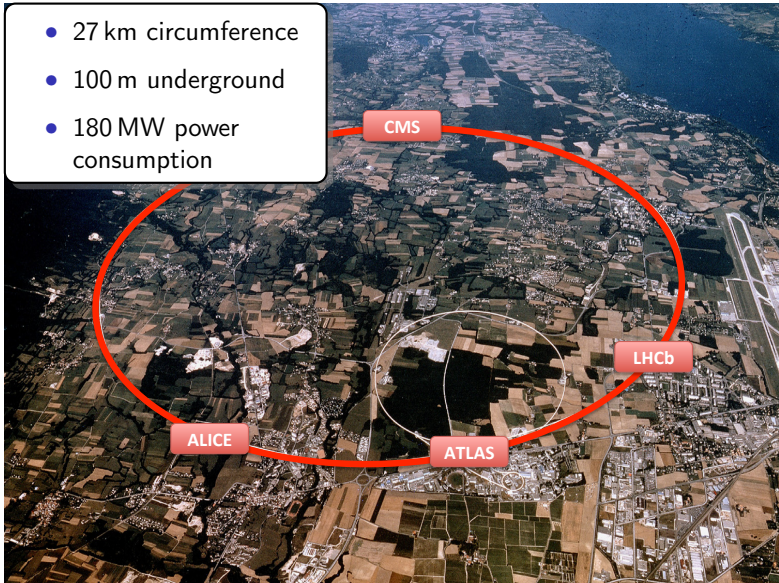 • 27 km circumference
• 100 m underground
• 180 MW power
consumption
CMS
LHCb
ALICE
ATLAS